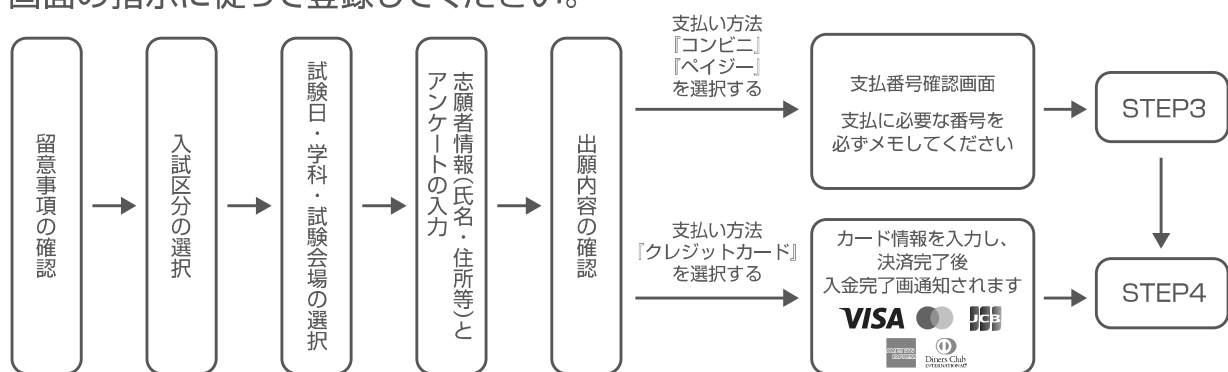 画面の指示に従って登録してください。
留意事項の確認
入試区分の選択
試験日・学科・試験会場の選択
志願者情報(氏名・住所等)と
アンケートの入力
出願内容の確認
支払い方法
『コンビニ』
『ペイジー』
を選択する
支払番号確認画面
支払に必要な番号を
必ずメモしてください
STEP3
支払い方法
『クレジットカード』
を選択する
カード情報を入力し、
決済完了後
入金完了画通知されます
VISA
JCB
AMERICAN
EXPRESS
Diners Club
INTERNATIONAL
STEP4